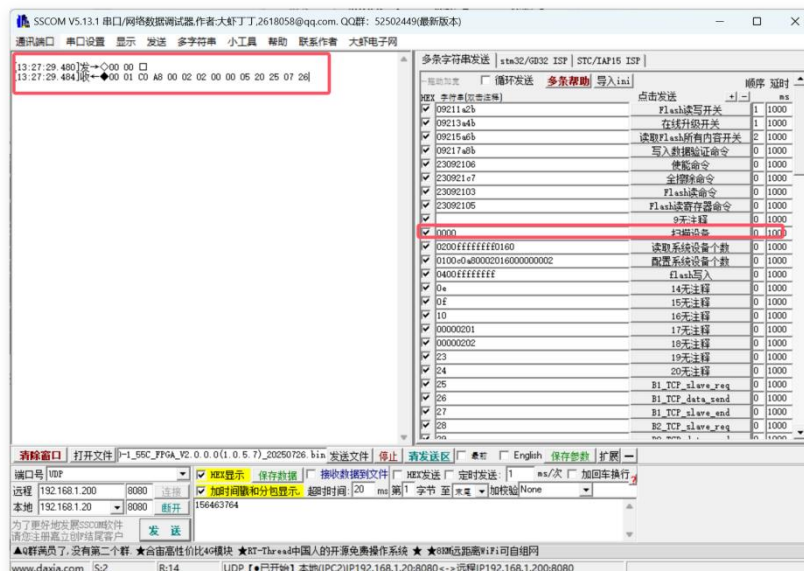 SSCOM V5.13.1 串口/网络数据调试器,作者:大虾丁丁,2618058@qq.com. QQ群: 52502449(最新版本)
通讯端口 串口设置 显示 发送 多字符串 小工具 帮助 联系作者 大虾电子网
[13:27:29.480]发→◇00 00 □
[13:27:29.484]收←◆00 01 C0 A8 00 02 02 00 00 05 20 25 07 26
多条字符串发送 stm32/GD32 ISP STC/IAP15 ISP
循环发送 多条帮助 导入ini 顺序 延时
HEX 字符串(双击注释) 点击发送 +| -| ms
09211a2b Flash读写开关 1 1000
09213a4b 在线升级开关 1 1000
09215a6b 读取Flash所有内容开关 2 1000
09217a8b 写入数据验证命令 0 1000
23092106 使能命令 0 1000
230921c7 全擦除命令 0 1000
23092103 Flash读命令 0 1000
23092105 Flash读寄存器命令 0 1000
9无注释 0 1000
0000 扫描设备 0 1000
0200ffffffff0160 读取系统设备个数 0 1000
0100c0a80002016000000002 配置系统设备个数 0 1000
0400ffffffff flash写入 0 1000
0e 14无注释 0 1000
0f 15无注释 0 1000
10 16无注释 0 1000
00000201 17无注释 0 1000
00000202 18无注释 0 1000
23 19无注释 0 1000
24 20无注释 0 1000
25 B1_TCP_slave_req 0 1000
26 B1_TCP_data_send 0 1000
27 B1_TCP_slave_end 0 1000
28 B2_TCP_slave_req 0 1000
清除窗口 打开文件 )-1_55C_FPGA_V2.0.0.0(1.0.5.7)_20250726.bin 发送文件 停止 清发送区 最前 English 保存参数 扩展 —
端口号 UDP HEX显示 保存数据 接收数据到文件 HEX发送 定时发送: 1 ms/次 加回车换行
远程 192.168.1.200 8080 连接 加时间戳和分包显示. 超时时间: 20 ms 第 1 字节 至 末尾 加校验 None
本地 192.168.1.20 8080 断开 156463764
为了更好地发展SSCOM软件
请您注册嘉立创F结尾客户
发 送
▲Q群满员了,没有第二个群. ★合宙高性价比4G模块 ★RT-Thread中国人的开源免费操作系统 ★ ★8KM远距离WiFi可自组网
www.daxia.com S:2 R:14 UDP [●已开始] 本地(IPC2)IP192.168.1.20:8080<->远程IP192.168.1.200:8080